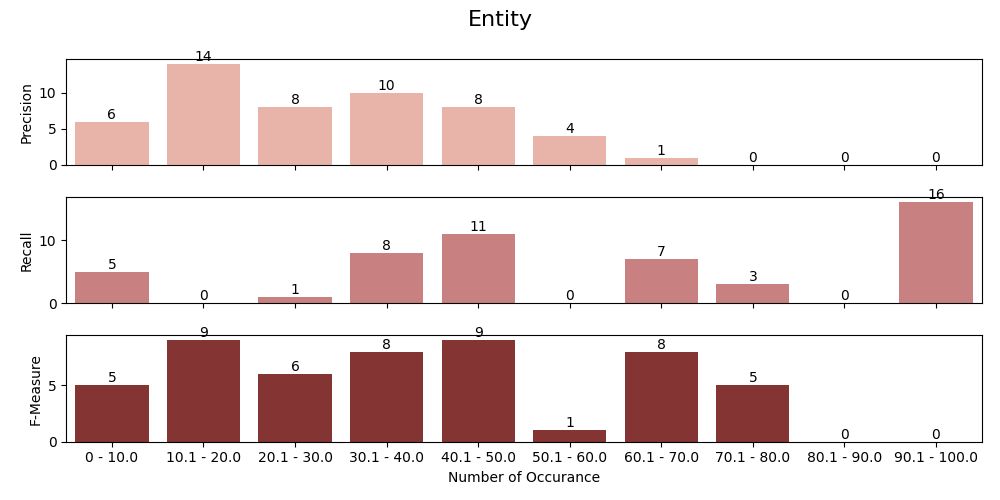 Entity
Precision
10
5
0
6 14 8 10 8 4 1 0 0 0
Recall
10
0
5 0 1 8 11 0 7 3 0 16
F-Measure
5
0
5 9 6 8 9 1 8 5 0 0
0 - 10.0 10.1 - 20.0 20.1 - 30.0 30.1 - 40.0 40.1 - 50.0 50.1 - 60.0 60.1 - 70.0 70.1 - 80.0 80.1 - 90.0 90.1 - 100.0
Number of Occurance